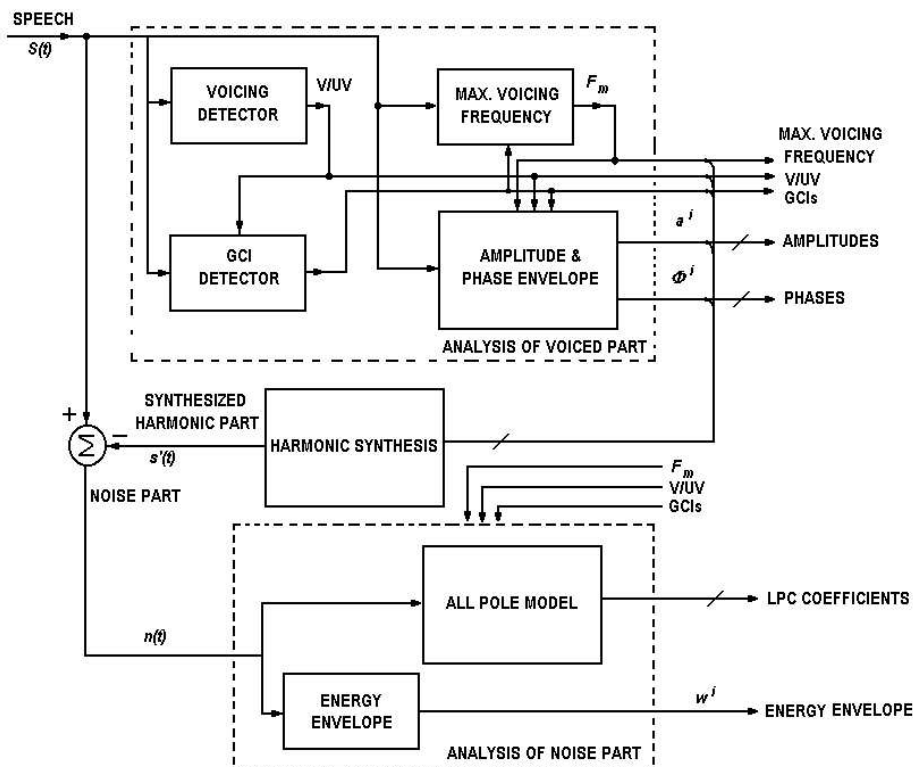 SPEECH
S(t)
VOICING
DETECTOR
V/UV
MAX. VOICING
FREQUENCY
F m
MAX. VOICING
FREQUENCY
V/UV
GCIs
GCI
DETECTOR
AMPLITUDE &
PHASE ENVELOPE
a i
AMPLITUDES
Φ i
PHASES
ANALYSIS OF VOICED PART
SYNTHESIZED
HARMONIC PART
HARMONIC SYNTHESIS
+
Σ
−
s'(t)
NOISE PART
F m
V/UV
GCIs
ALL POLE MODEL
LPC COEFFICIENTS
n(t)
ENERGY
ENVELOPE
w i
ENERGY ENVELOPE
ANALYSIS OF NOISE PART